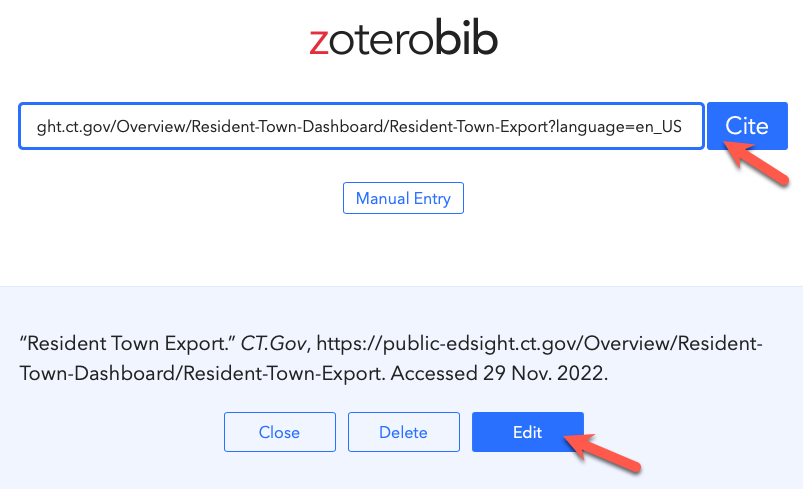 zoterobib
ght.ct.gov/Overview/Resident-Town-Dashboard/Resident-Town-Export?language=en_US
Cite
Manual Entry
“Resident Town Export.” CT.Gov, https://public-edsight.ct.gov/Overview/Resident-
Town-Dashboard/Resident-Town-Export. Accessed 29 Nov. 2022.
Close
Delete
Edit